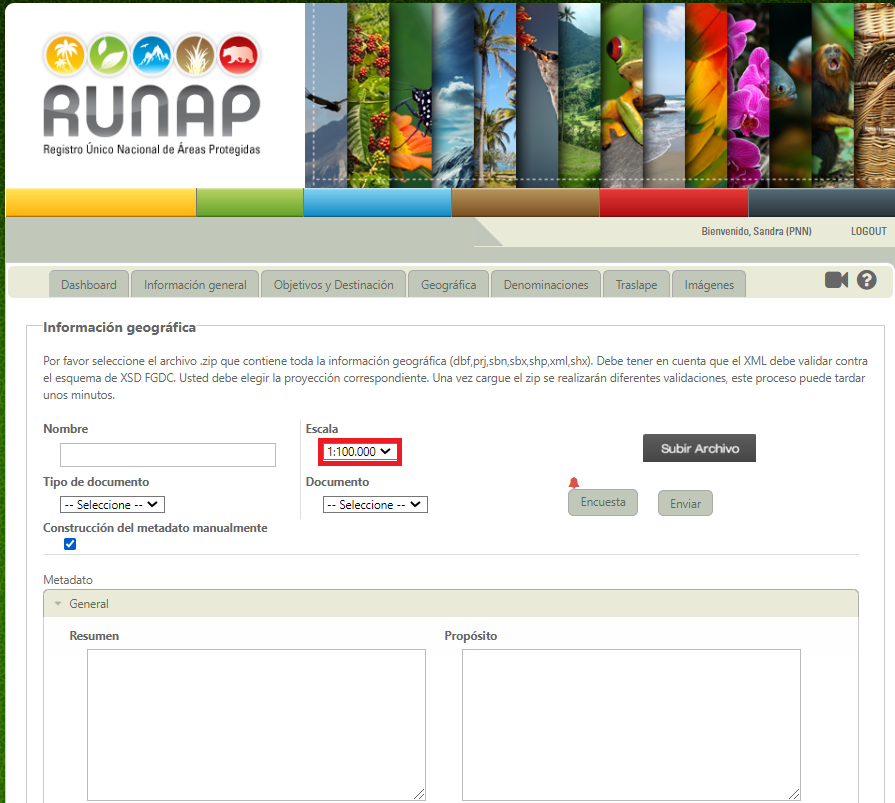 RUNAP
Registro Único Nacional de Áreas Protegidas
Bienvenido, Sandra (PNN) LOGOUT
Dashboard Información general Objetivos y Destinación Geográfica Denominaciones Traslape Imágenes ?
Información geográfica
Por favor seleccione el archivo .zip que contiene toda la información geográfica (dbf,prj,sbn,sbx,shp,xml,shx). Debe tener en cuenta que el XML debe validar contra
el esquema de XSD FGDC. Usted debe elegir la proyección correspondiente. Una vez cargue el zip se realizarán diferentes validaciones, este proceso puede tardar
unos minutos.
Nombre Escala
1:100.000 Subir Archivo
Tipo de documento Documento
-- Seleccione -- -- Seleccione -- Encuesta Enviar
Construcción del metadato manualmente
Metadato
General
Resumen Propósito